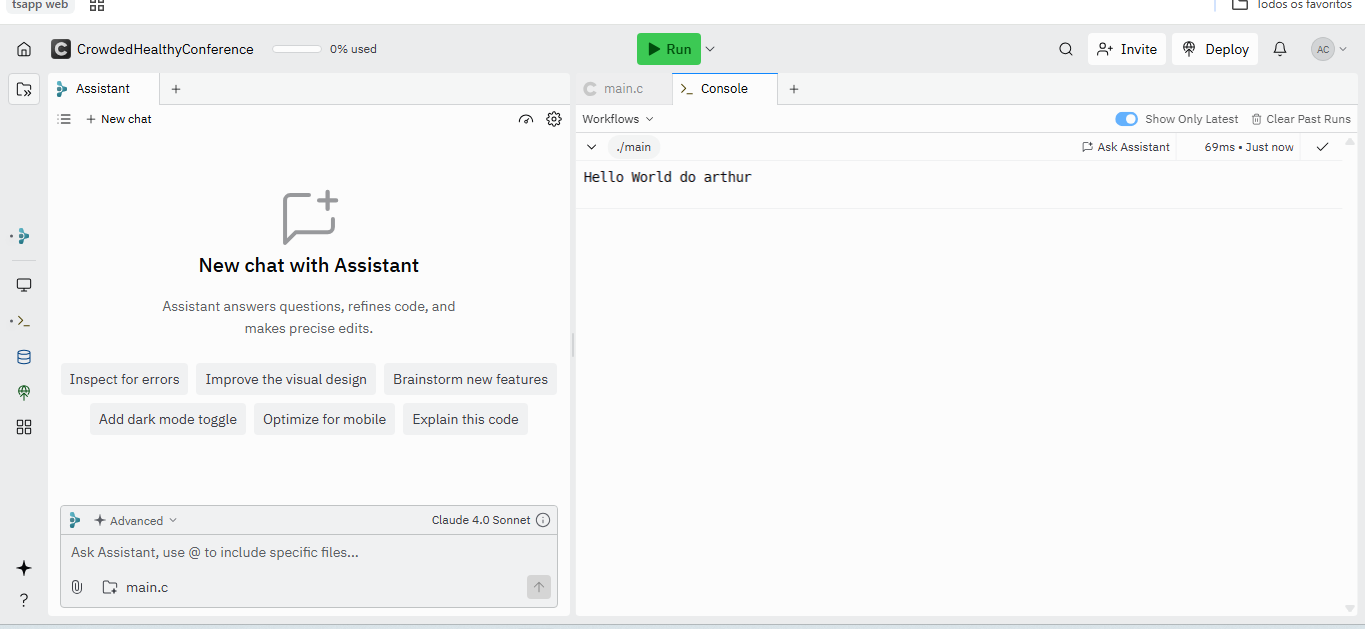 tsapp web
Todos os favoritos
CrowdedHealthyConference
0% used
Run
Invite
Deploy
AC
Assistant
New chat
New chat with Assistant
Assistant answers questions, refines code, and
makes precise edits.
Inspect for errors
Improve the visual design
Brainstorm new features
Add dark mode toggle
Optimize for mobile
Explain this code
Advanced
Claude 4.0 Sonnet
Ask Assistant, use @ to include specific files...
main.c
main.c
Console
Workflows
Show Only Latest
Clear Past Runs
./main
Ask Assistant
69ms • Just now
Hello World do arthur